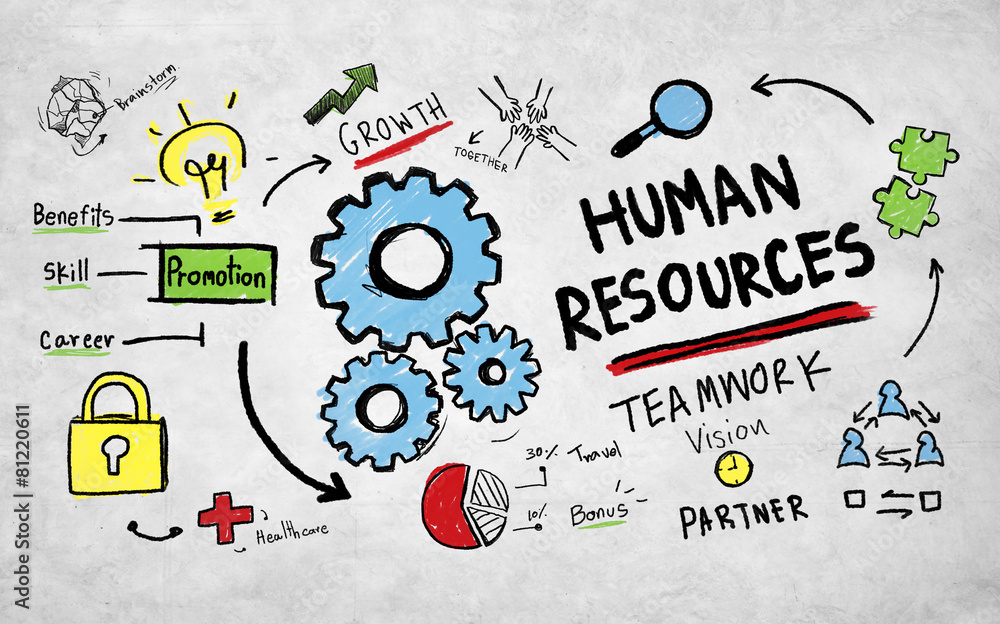 Brainstorm.
GROWTH
TOGETHER
HUMAN
RESOURCES
Benefits
Skill
Promotion
Career
TEAMWORK
Vision
30% Travel
10% Bonus
PARTNER
Healthcare
Adobe Stock | #81220611